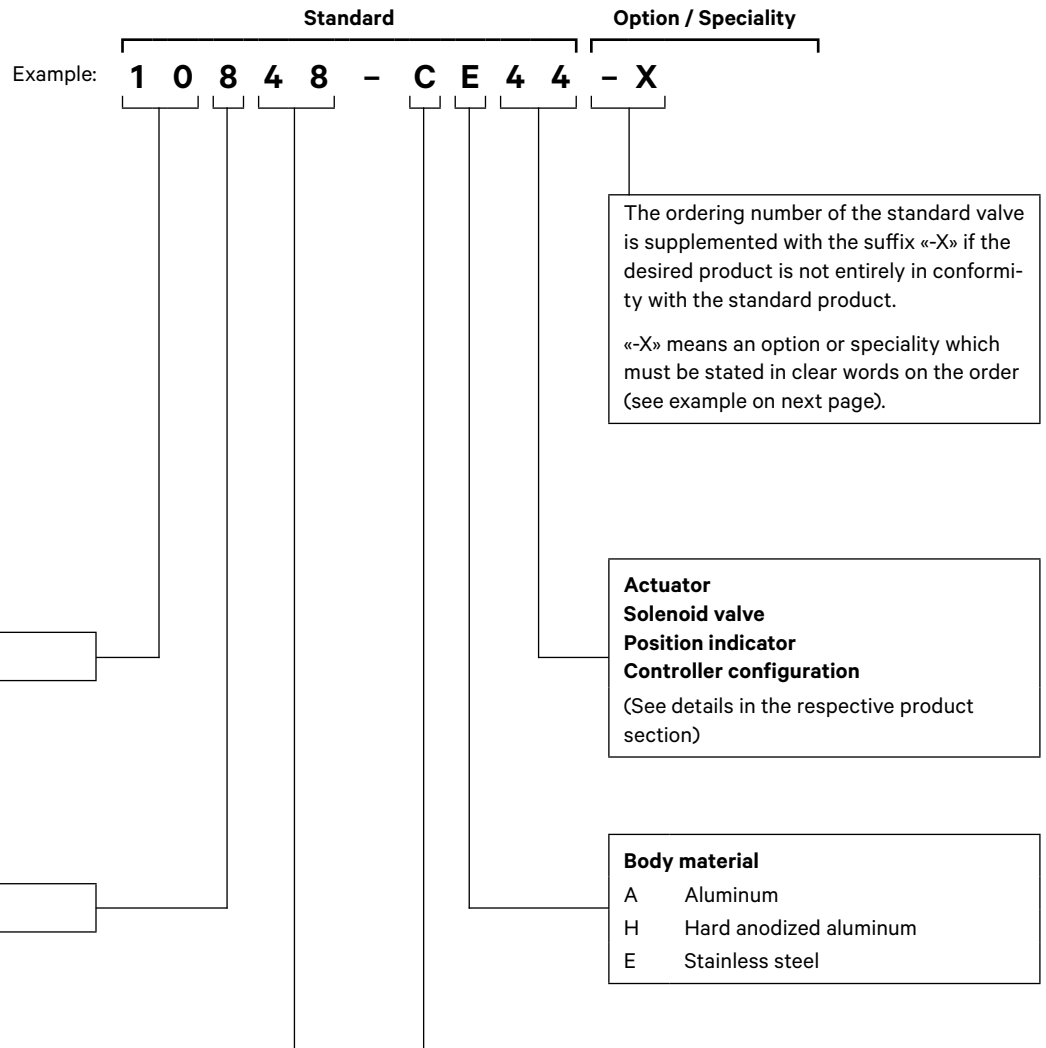 Standard Option / Speciality
Example: 1 0 8 4 8 – C E 4 4 – X
The ordering number of the standard valve
is supplemented with the suffix «-X» if the
desired product is not entirely in conformi-
ty with the standard product.
«-X» means an option or speciality which
must be stated in clear words on the order
(see example on next page).
Actuator
Solenoid valve
Position indicator
Controller configuration
(See details in the respective product
section)
Body material
A Aluminum
H Hard anodized aluminum
E Stainless steel